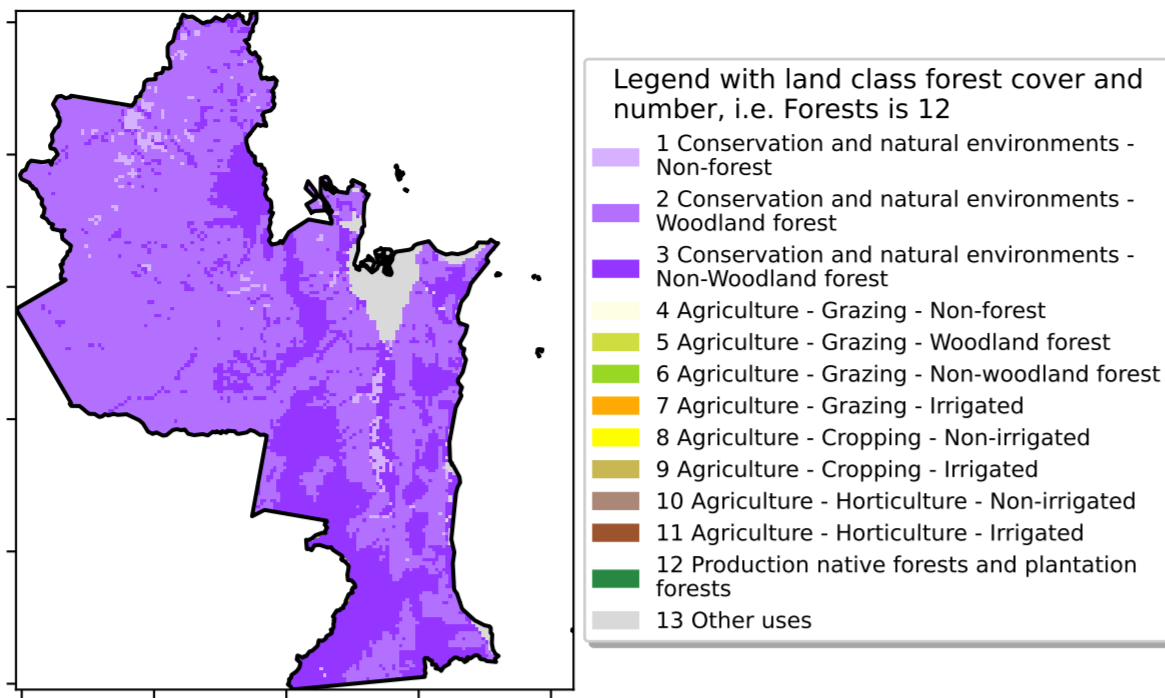 Legend with land class forest cover and
number, i.e. Forests is 12
1 Conservation and natural environments -
Non-forest
2 Conservation and natural environments -
Woodland forest
3 Conservation and natural environments -
Non-Woodland forest
4 Agriculture - Grazing - Non-forest
5 Agriculture - Grazing - Woodland forest
6 Agriculture - Grazing - Non-woodland forest
7 Agriculture - Grazing - Irrigated
8 Agriculture - Cropping - Non-irrigated
9 Agriculture - Cropping - Irrigated
10 Agriculture - Horticulture - Non-irrigated
11 Agriculture - Horticulture - Irrigated
12 Production native forests and plantation
forests
13 Other uses